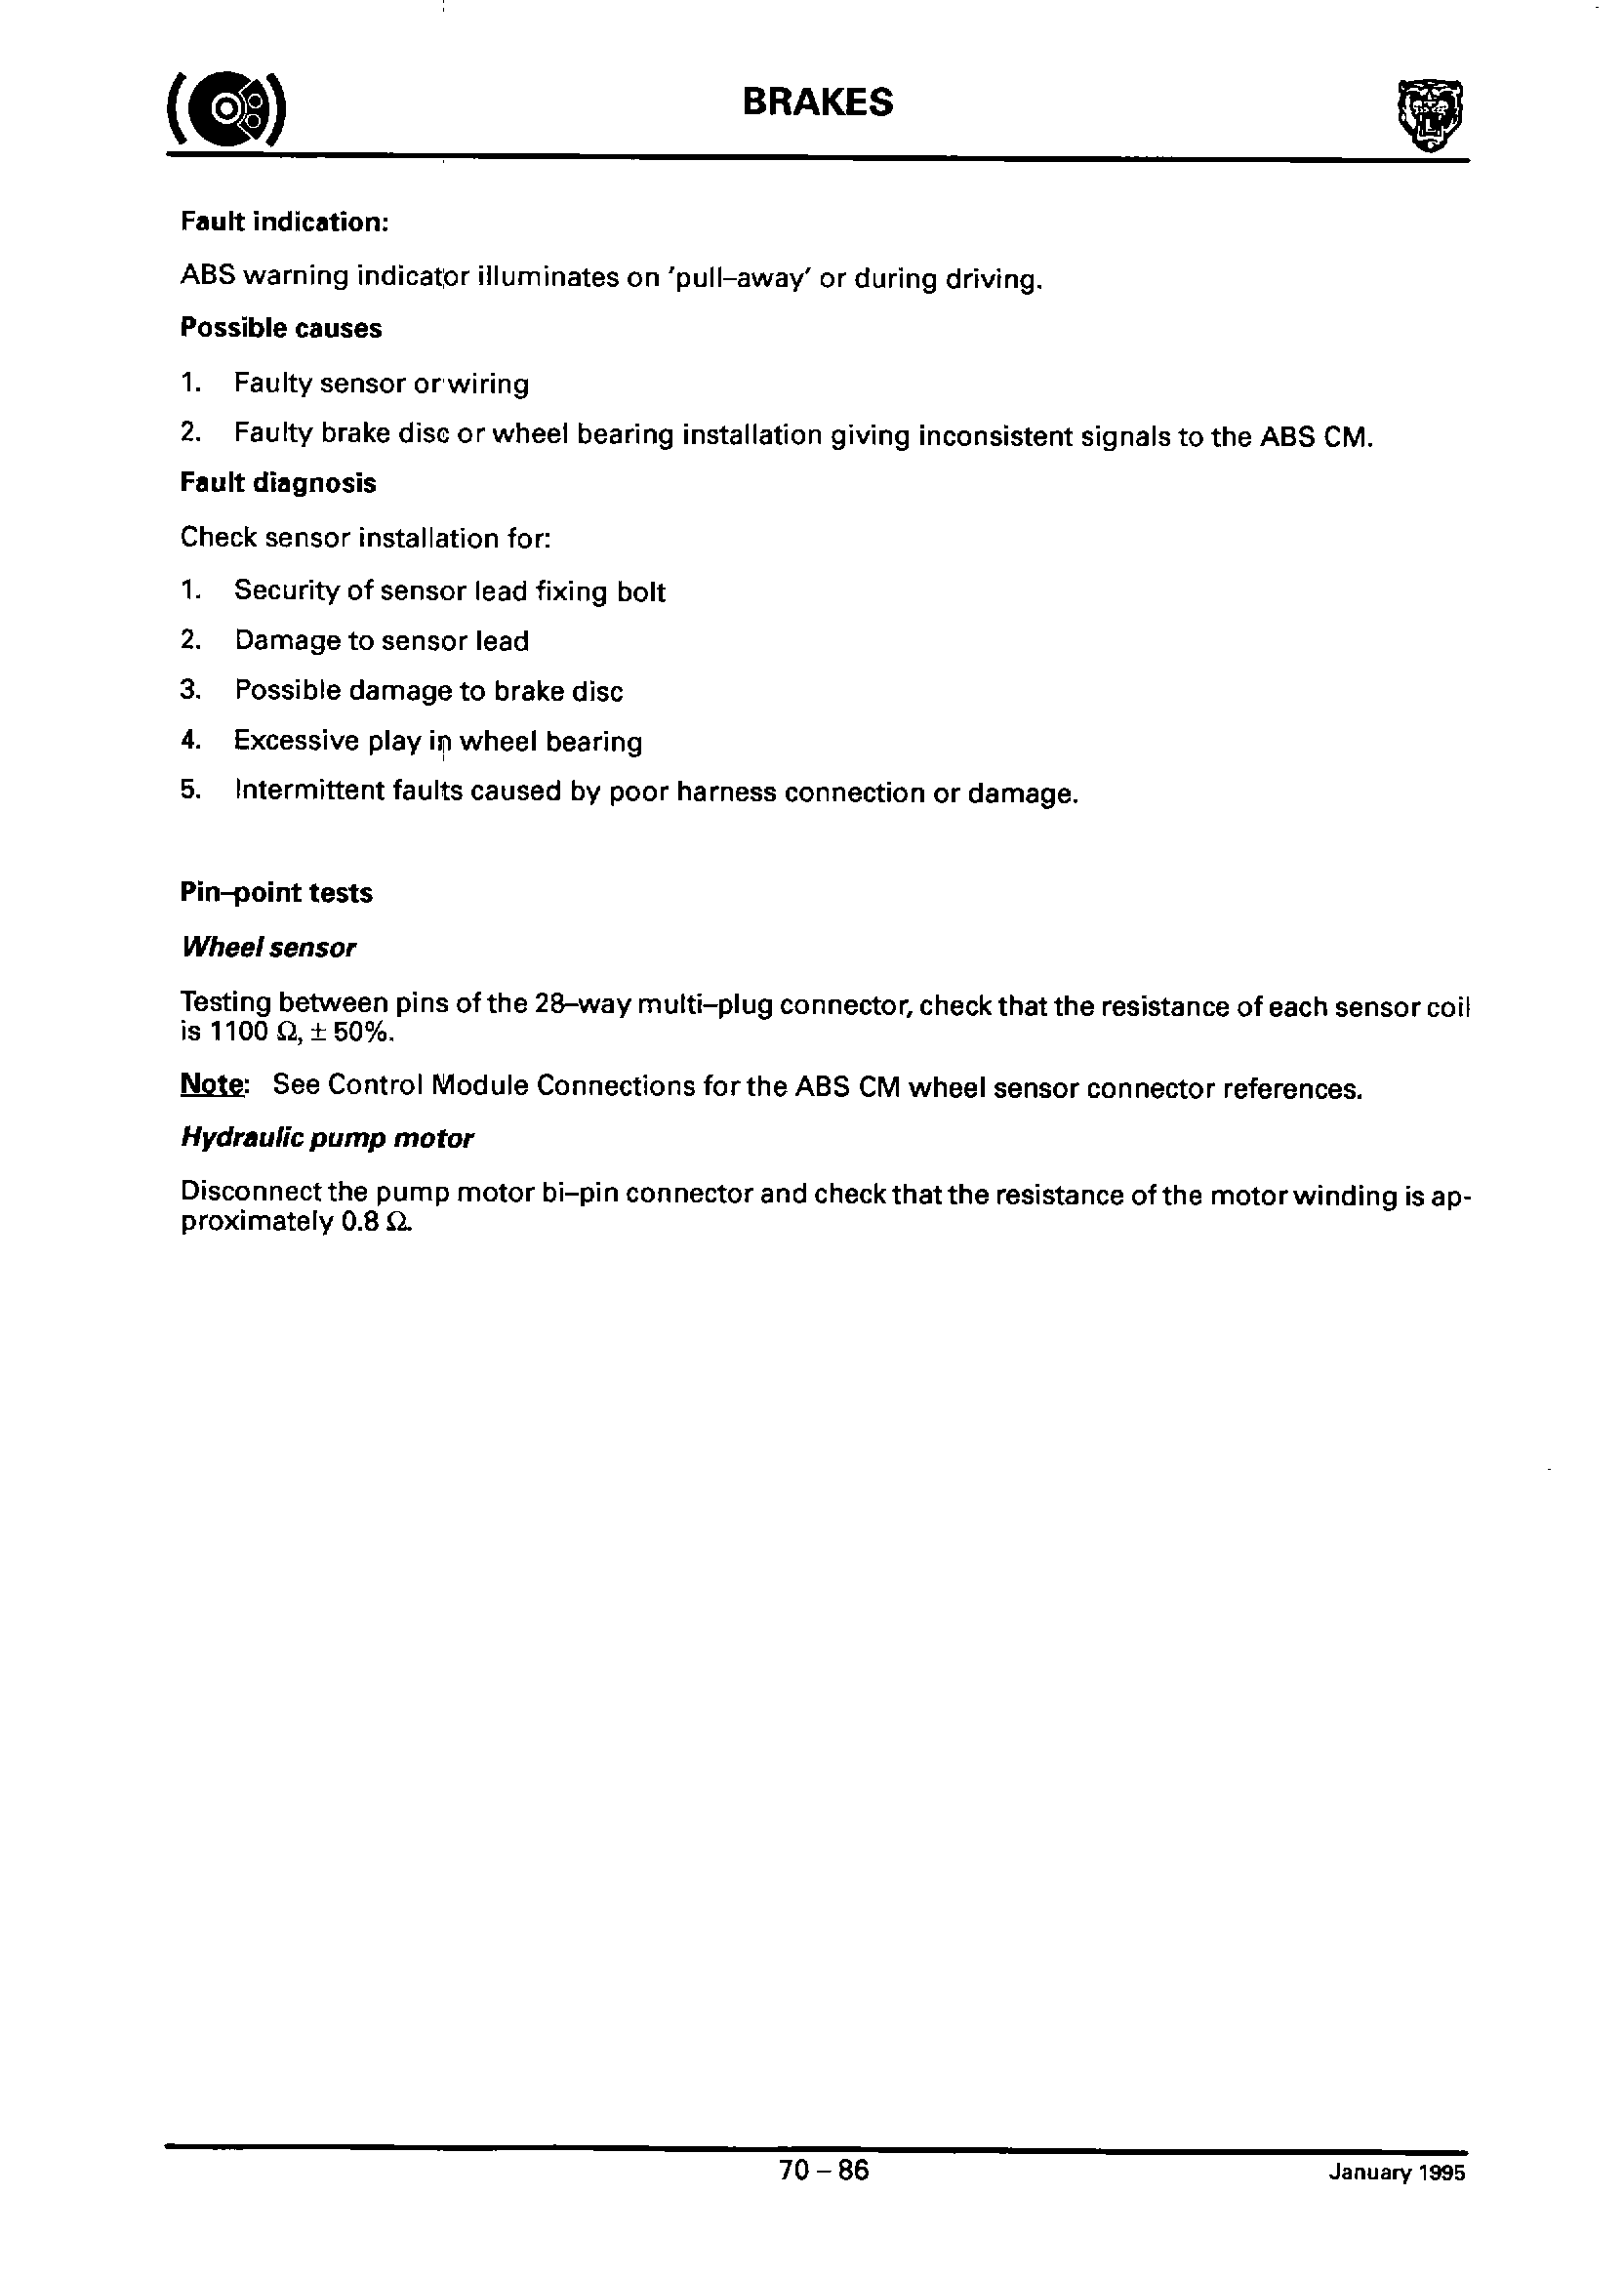 BRAKES
Fault indication:
ABS warning indicator illuminates on 'pull–away' or during driving.
Possible causes
1. Faulty sensor or wiring
2. Faulty brake disc or wheel bearing installation giving inconsistent signals to the ABS CM.
Fault diagnosis
Check sensor installation for:
1. Security of sensor lead fixing bolt
2. Damage to sensor lead
3. Possible damage to brake disc
4. Excessive play in wheel bearing
5. Intermittent faults caused by poor harness connection or damage.
Pin–point tests
Wheel sensor
Testing between pins of the 28–way multi–plug connector, check that the resistance of each sensor coil
is 1100 Ω, ± 50%.
Note: See Control Module Connections for the ABS CM wheel sensor connector references.
Hydraulic pump motor
Disconnect the pump motor bi–pin connector and check that the resistance of the motor winding is ap-
proximately 0.8 Ω.
70 – 86
January 1995